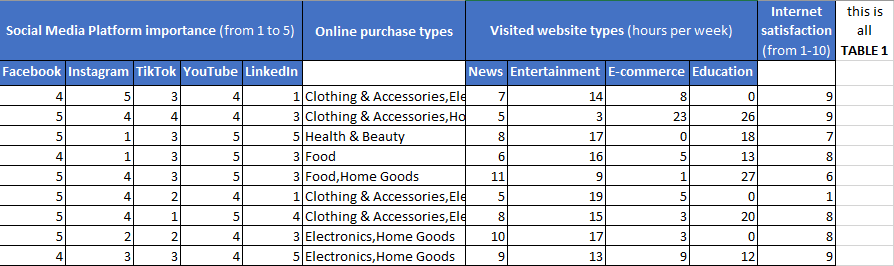 Social Media Platform importance (from 1 to 5) Online purchase types Visited website types (hours per week) Internet satisfaction (from 1-10) this is all TABLE 1
Facebook Instagram TikTok YouTube LinkedIn News Entertainment E-commerce Education
4 5 3 4 1 Clothing & Accessories,Ele 7 14 8 0 9
5 4 4 4 3 Clothing & Accessories,Ho 5 3 23 26 9
5 1 3 5 5 Health & Beauty 8 17 0 18 7
4 1 3 5 3 Food 6 16 5 13 8
5 4 3 5 3 Food,Home Goods 11 9 1 27 6
5 4 2 4 1 Clothing & Accessories,Ele 5 19 5 0 1
5 4 1 5 4 Clothing & Accessories,Ele 8 15 3 20 8
5 2 2 4 3 Electronics,Home Goods 10 17 3 0 8
4 3 3 4 5 Electronics,Home Goods 9 13 9 12 9